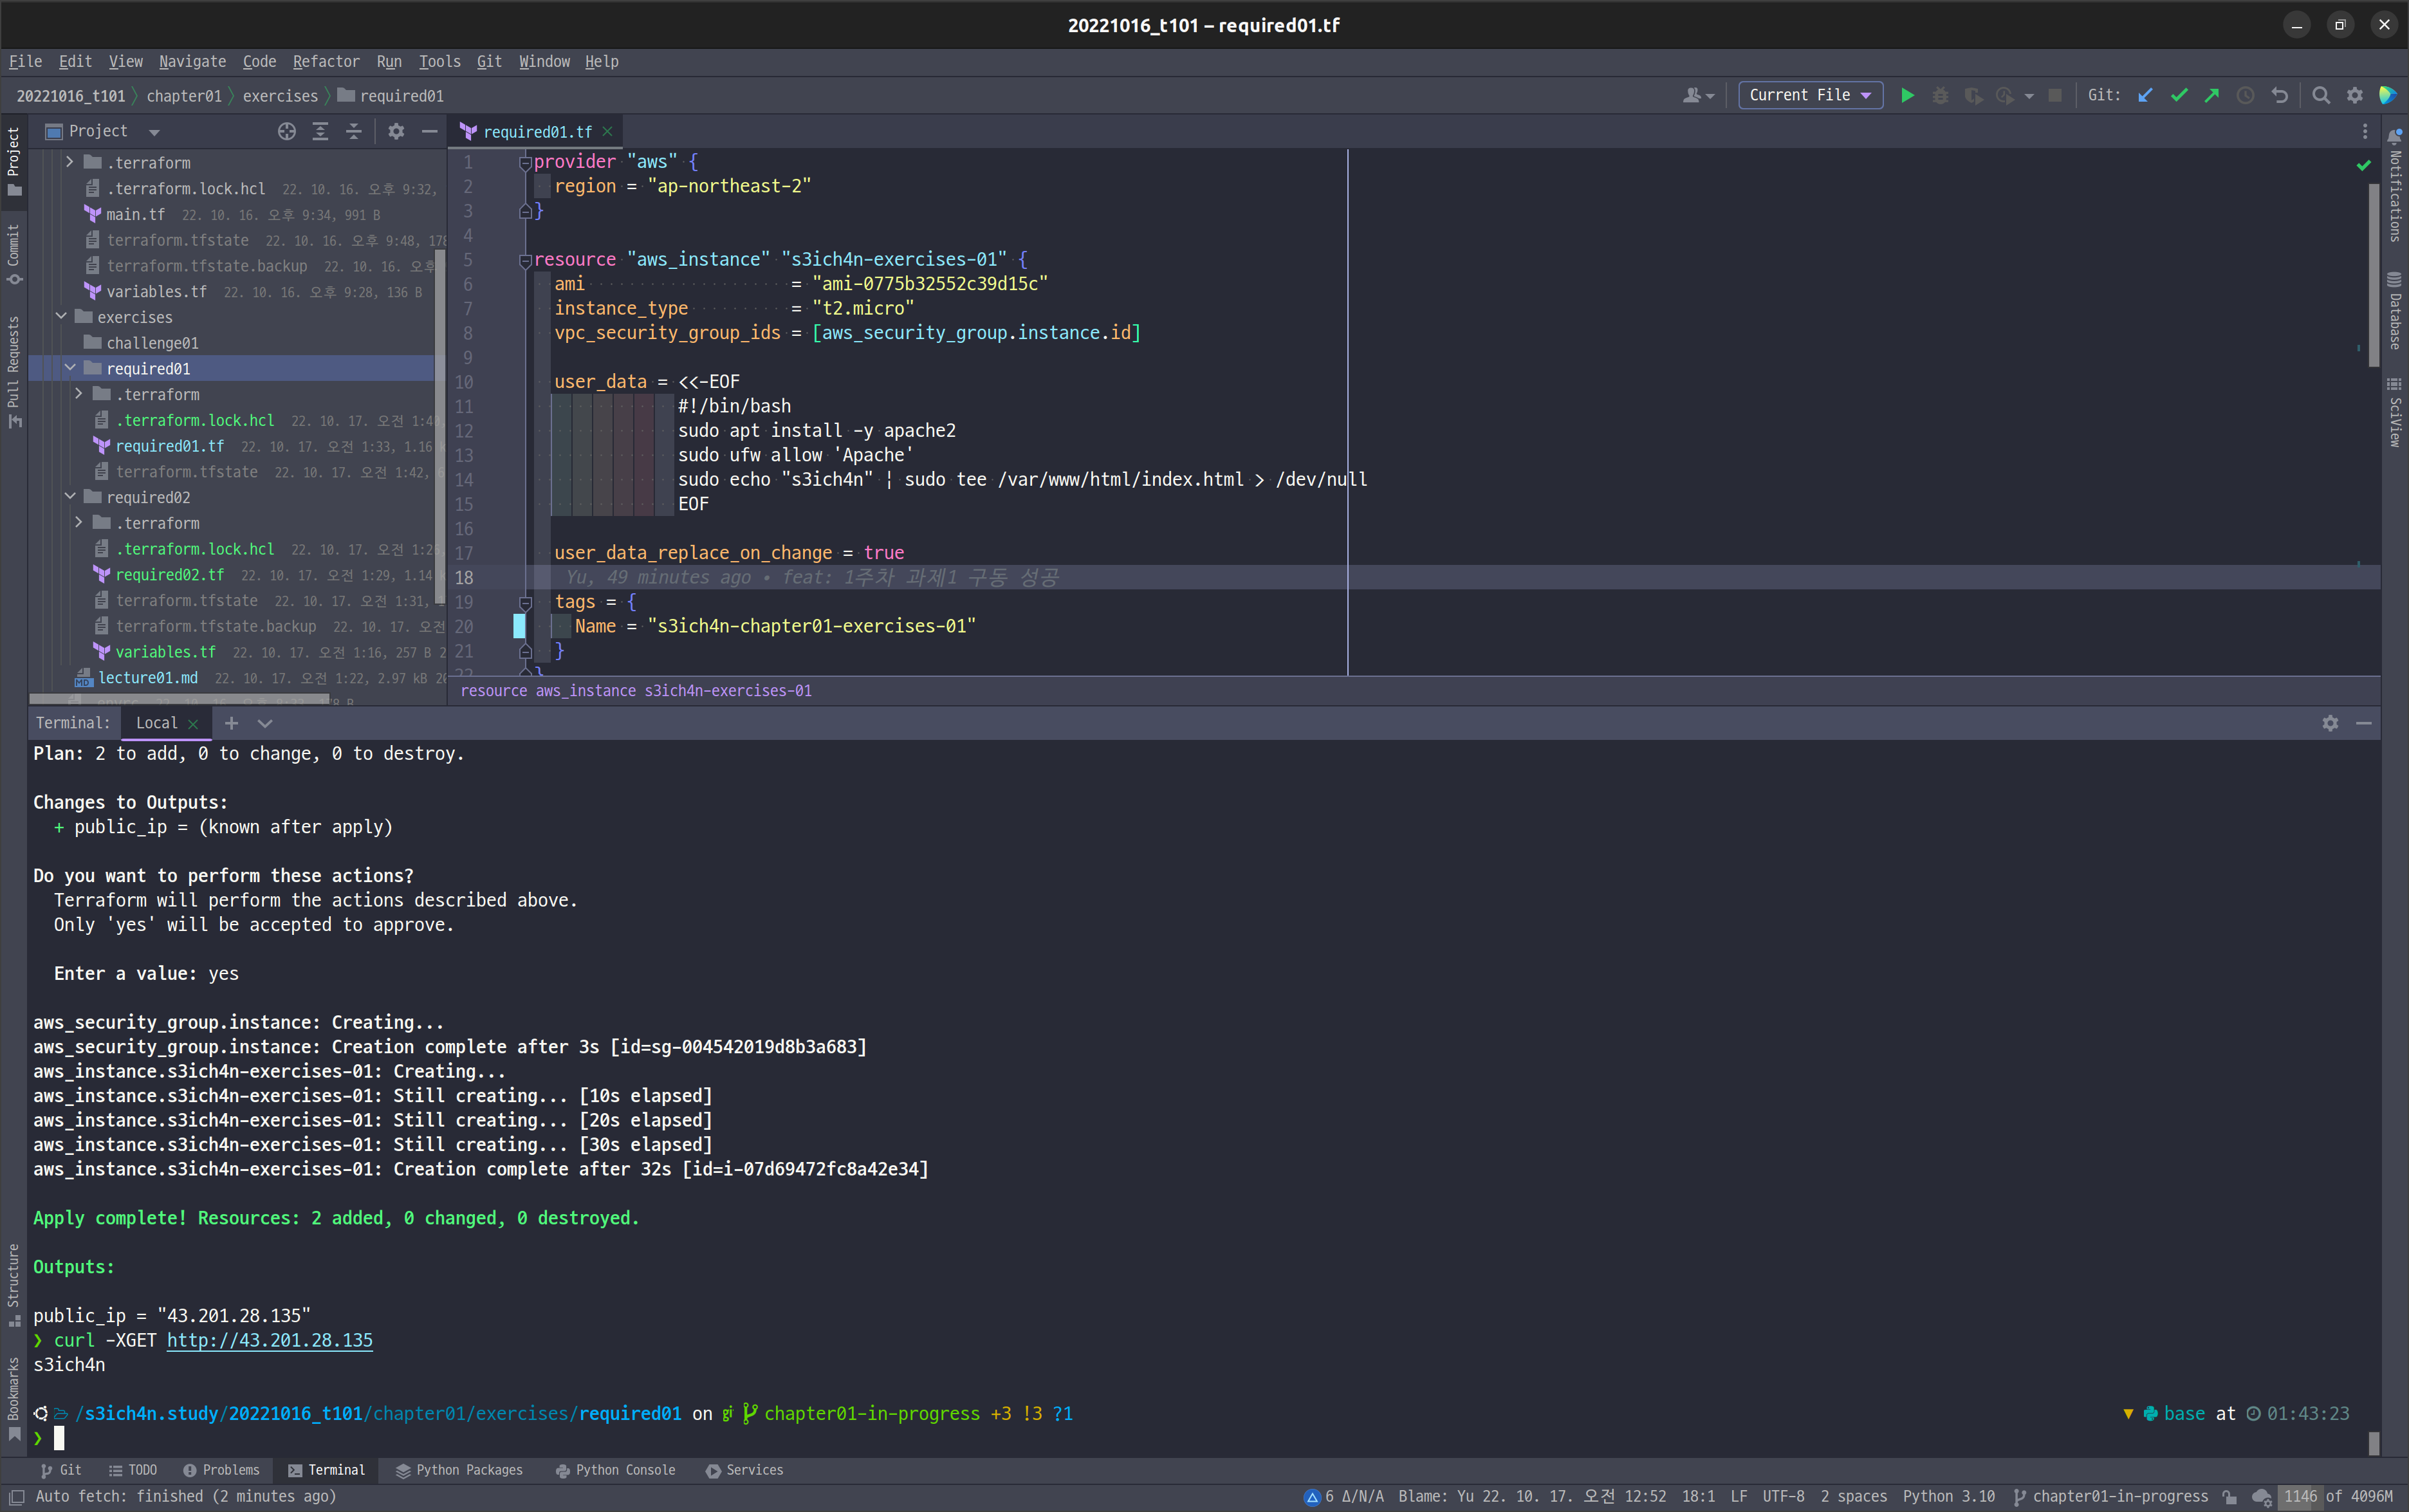 20221016_t101 – required01.tf
File Edit View Navigate Code Refactor Run Tools Git Window Help
20221016_t101 chapter01 exercises required01
Current File Git:
Project
required01.tf
.terraform
.terraform.lock.hcl 22. 10. 16. 오후 9:32,
main.tf 22. 10. 16. 오후 9:34, 991 B
terraform.tfstate 22. 10. 16. 오후 9:48, 178
terraform.tfstate.backup 22. 10. 16. 오후
variables.tf 22. 10. 16. 오후 9:28, 136 B
exercises
challenge01
required01
.terraform
.terraform.lock.hcl 22. 10. 17. 오전 1:40,
required01.tf 22. 10. 17. 오전 1:33, 1.16 k
terraform.tfstate 22. 10. 17. 오전 1:42, 6
required02
.terraform
.terraform.lock.hcl 22. 10. 17. 오전 1:26,
required02.tf 22. 10. 17. 오전 1:29, 1.14 k
terraform.tfstate 22. 10. 17. 오전 1:31,
terraform.tfstate.backup 22. 10. 17. 오전
variables.tf 22. 10. 17. 오전 1:16, 257 B 2
lecture01.md 22. 10. 17. 오전 1:22, 2.97 kB 20
1 provider "aws" {
2 region = "ap-northeast-2"
3 }
4
5 resource "aws_instance" "s3ich4n-exercises-01" {
6 ami = "ami-0775b32552c39d15c"
7 instance_type = "t2.micro"
8 vpc_security_group_ids = [aws_security_group.instance.id]
9
10 user_data = <<-EOF
11 #!/bin/bash
12 sudo apt install -y apache2
13 sudo ufw allow 'Apache'
14 sudo echo "s3ich4n" | sudo tee /var/www/html/index.html > /dev/null
15 EOF
16
17 user_data_replace_on_change = true
18 Yu, 49 minutes ago • feat: 1주차 과제1 구동 성공
19 tags = {
20 Name = "s3ich4n-chapter01-exercises-01"
21 }
22 }
resource aws_instance s3ich4n-exercises-01
Project
Commit
Pull Requests
Structure
Bookmarks
Notifications
Database
SciView
Terminal: Local
Plan: 2 to add, 0 to change, 0 to destroy.
Changes to Outputs:
+ public_ip = (known after apply)
Do you want to perform these actions?
Terraform will perform the actions described above.
Only 'yes' will be accepted to approve.
Enter a value: yes
aws_security_group.instance: Creating...
aws_security_group.instance: Creation complete after 3s [id=sg-004542019d8b3a683]
aws_instance.s3ich4n-exercises-01: Creating...
aws_instance.s3ich4n-exercises-01: Still creating... [10s elapsed]
aws_instance.s3ich4n-exercises-01: Still creating... [20s elapsed]
aws_instance.s3ich4n-exercises-01: Still creating... [30s elapsed]
aws_instance.s3ich4n-exercises-01: Creation complete after 32s [id=i-07d69472fc8a42e34]
Apply complete! Resources: 2 added, 0 changed, 0 destroyed.
Outputs:
public_ip = "43.201.28.135"
❯ curl -XGET http://43.201.28.135
s3ich4n
/s3ich4n.study/20221016_t101/chapter01/exercises/required01 on chapter01-in-progress +3 !3 ?1
base at 01:43:23
❯
Git TODO Problems Terminal Python Packages Python Console Services
Auto fetch: finished (2 minutes ago)
6 Δ/N/A Blame: Yu 22. 10. 17. 오전 12:52 18:1 LF UTF-8 2 spaces Python 3.10 chapter01-in-progress 1146 of 4096M